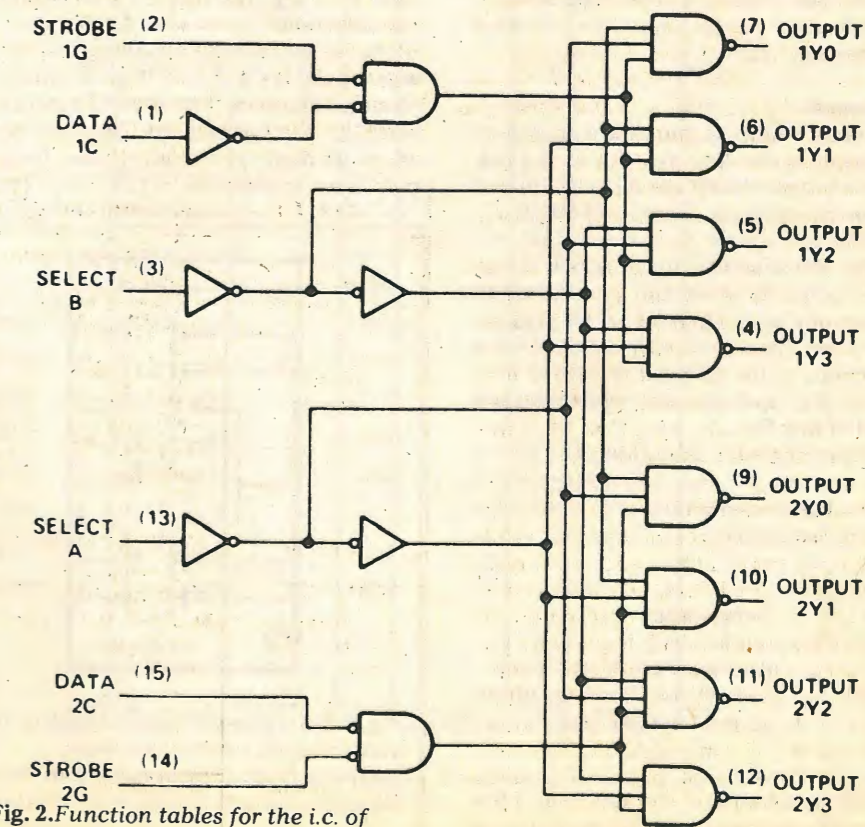 STROBE (2)
1G
DATA (1)
1C
SELECT (3)
B
SELECT (13)
A
DATA (15)
2C
STROBE (14)
2G
(7) OUTPUT
1Y0
(6) OUTPUT
1Y1
(5) OUTPUT
1Y2
(4) OUTPUT
1Y3
(9) OUTPUT
2Y0
(10) OUTPUT
2Y1
(11) OUTPUT
2Y2
(12) OUTPUT
2Y3
ig. 2.Function tables for the i.c. of